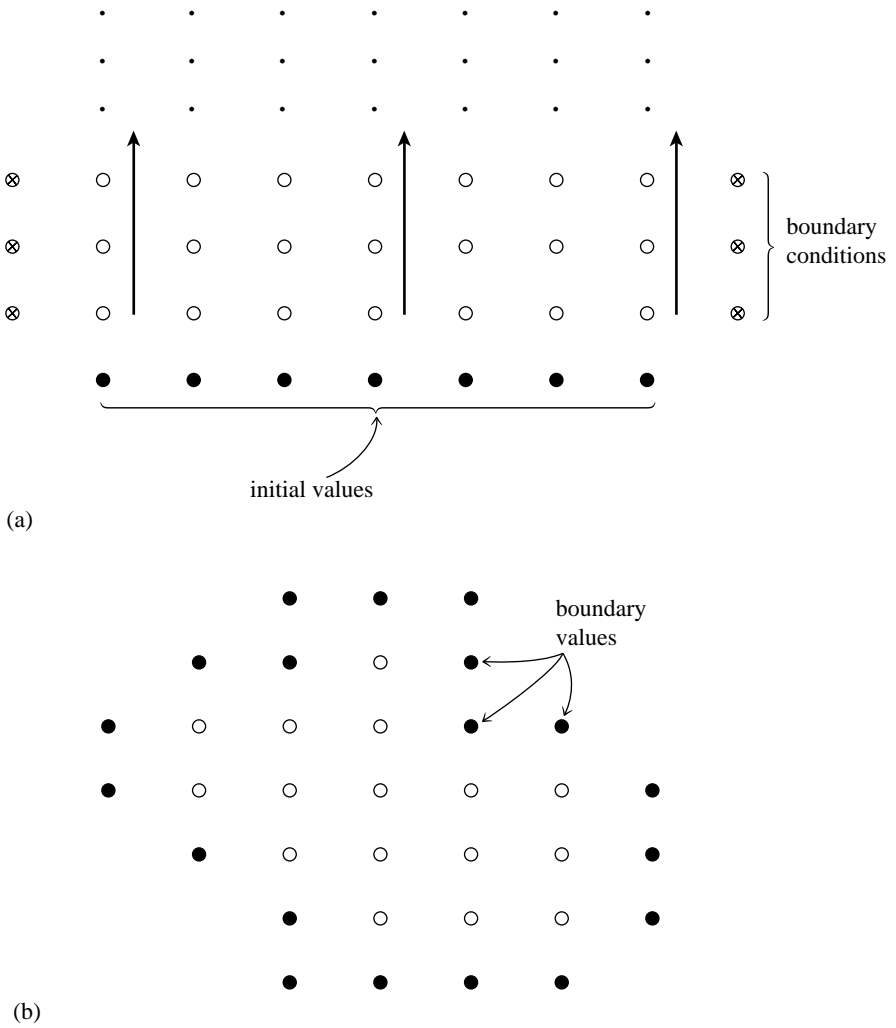 boundary
conditions
initial values
(a)
boundary
values
(b)